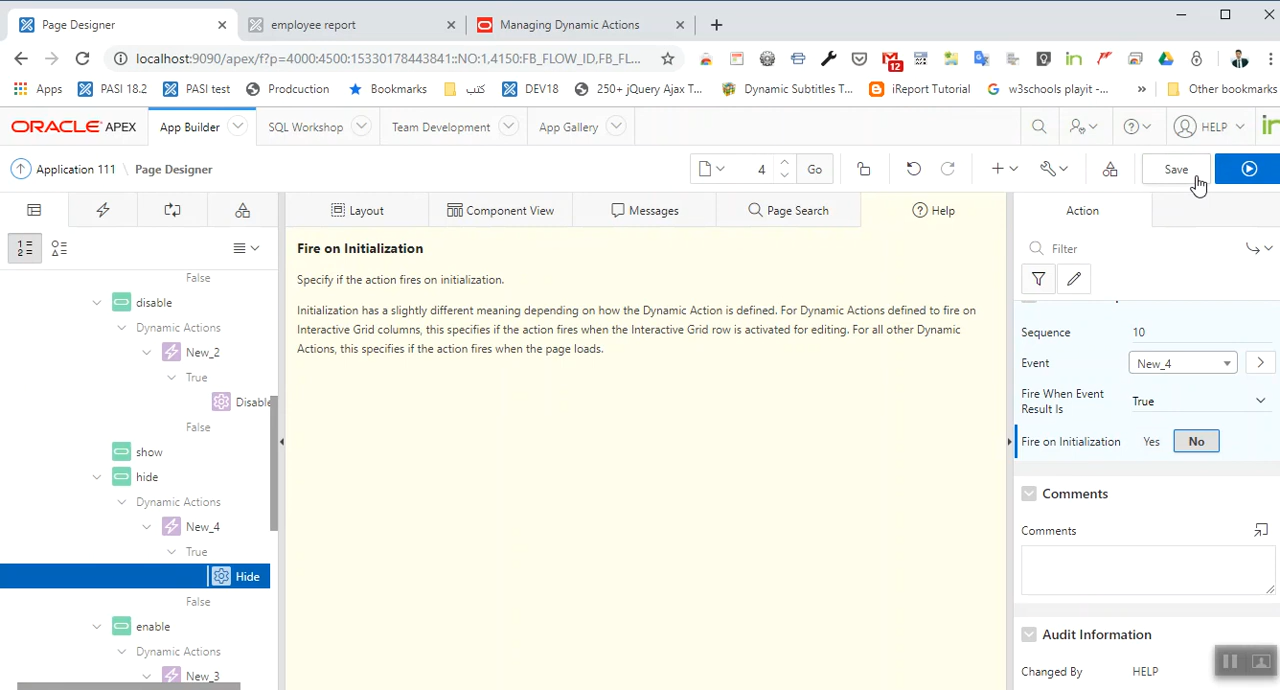 Page Designer
employee report
Managing Dynamic Actions
localhost:9090/apex/f?p=4000:4500:15330178443841::NO:1,4150:FB_FLOW_ID,FB_FL...
12
Apps
PASI 18.2
PASI test
Production
Bookmarks
كتب
DEV18
250+ jQuery Ajax T...
Dynamic Subtitles T...
iReport Tutorial
w3schools playit -...
»
Other bookmarks
ORACLE APEX
App Builder
SQL Workshop
Team Development
App Gallery
HELP
in
Application 111 \ Page Designer
4
Go
Save
Layout
Component View
Messages
Page Search
Help
Action
Filter
False
disable
Dynamic Actions
New_2
True
Disable
False
show
hide
Dynamic Actions
New_4
True
Hide
False
enable
Dynamic Actions
New_3
Fire on Initialization
Specify if the action fires on initialization.
Initialization has a slightly different meaning depending on how the Dynamic Action is defined. For Dynamic Actions defined to fire on
Interactive Grid columns, this specifies if the action fires when the Interactive Grid row is activated for editing. For all other Dynamic
Actions, this specifies if the action fires when the page loads.
Sequence 10
Event New_4
Fire When Event
Result Is True
Fire on Initialization Yes No
Comments
Comments
Audit Information
Changed By HELP